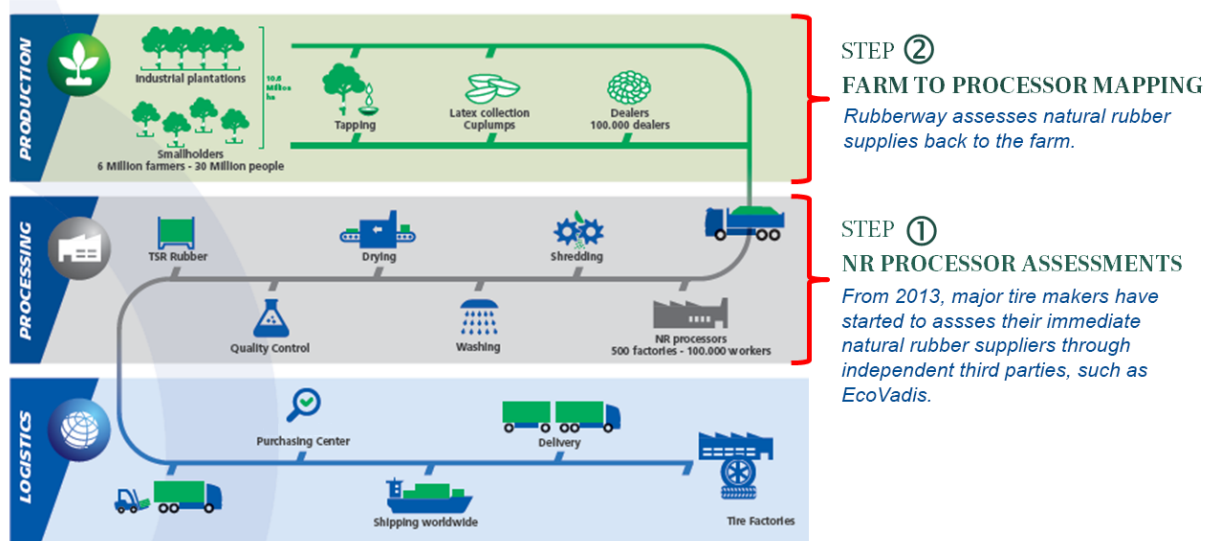 PRODUCTION
Industrial plantations
10.6
Million
ha
Smallholders
6 Million farmers - 30 Million people
Tapping
Latex collection
Cuplumps
Dealers
100.000 dealers
STEP ②
FARM TO PROCESSOR MAPPING
Rubberway assesses natural rubber
supplies back to the farm.
PROCESSING
TSR Rubber
Drying
Shredding
Quality Control
Washing
NR processors
500 factories - 100.000 workers
STEP ①
NR PROCESSOR ASSESSMENTS
From 2013, major tire makers have
started to assses their immediate
natural rubber suppliers through
independent third parties, such as
EcoVadis.
LOGISTICS
Purchasing Center
Delivery
Shipping worldwide
Tire Factories